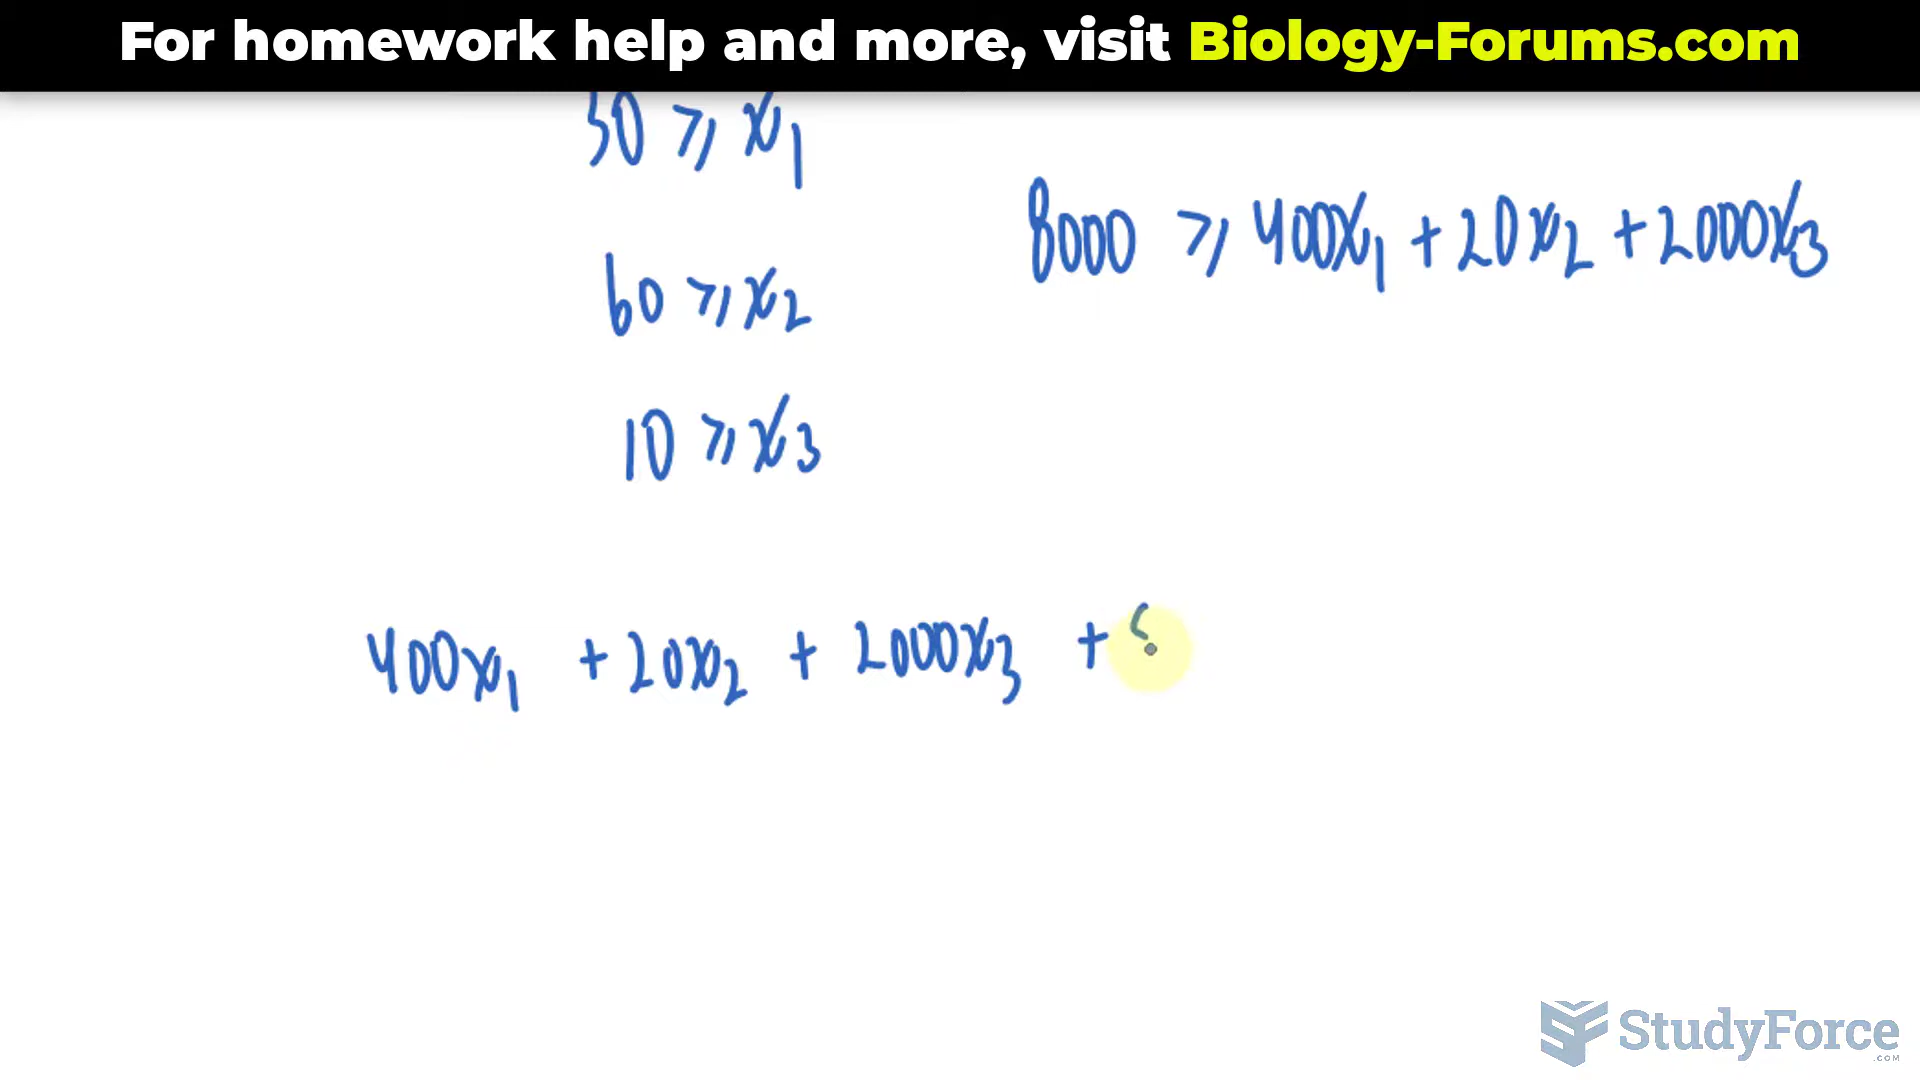 For homework help and more, visit Biology-Forums.com
30 ⩾ x₁
8000 ⩾ 400x₁ + 20x₂ + 2000x₃
60 ⩾ x₂
10 ⩾ x₃
400x₁ + 20x₂ + 2000x₃ +
StudyForce
.COM